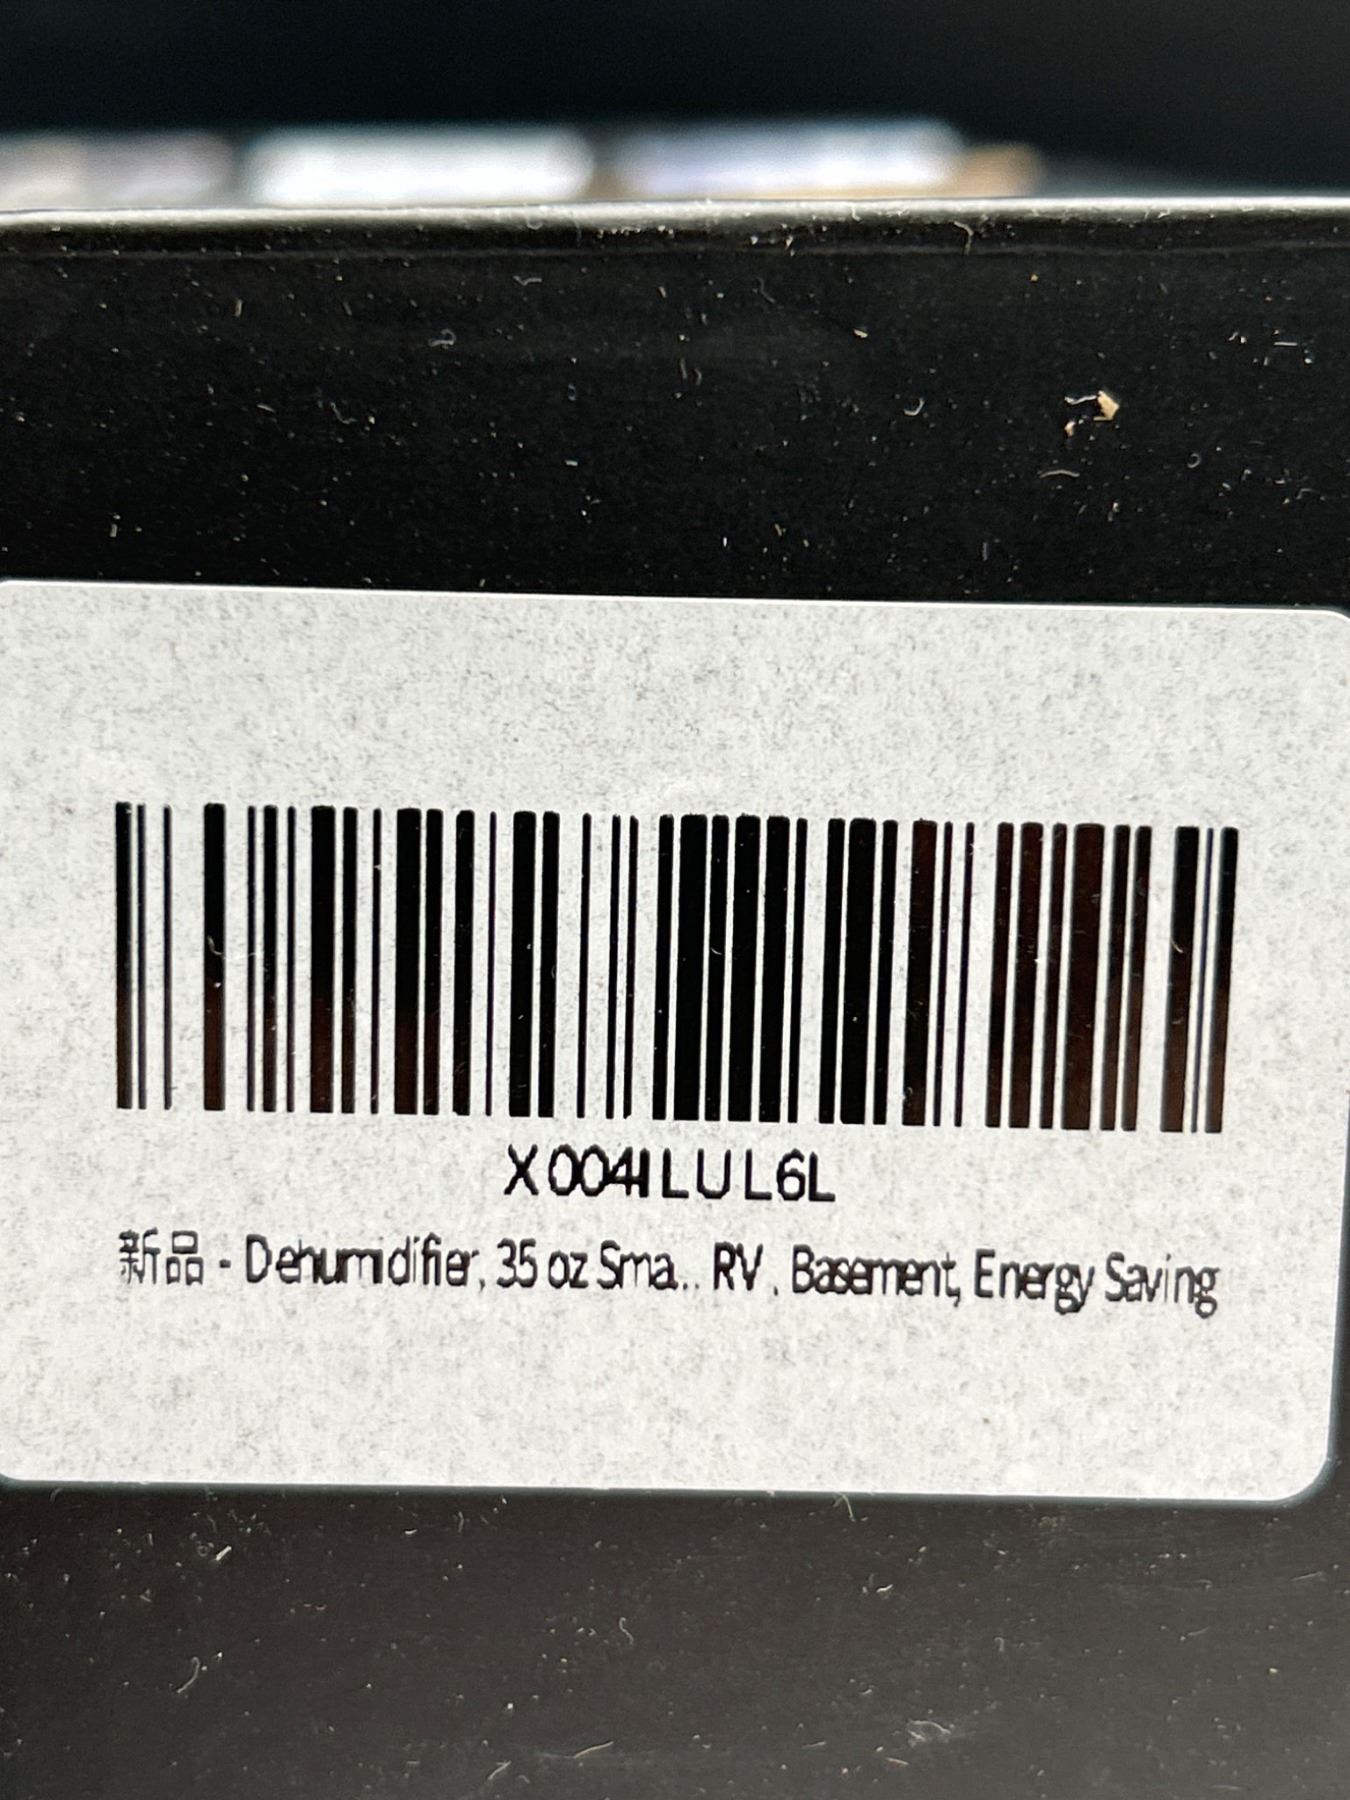 X004ILUL6L
新品 - Dehumidifier, 35 oz Sma... RV , Basement, Energy Saving